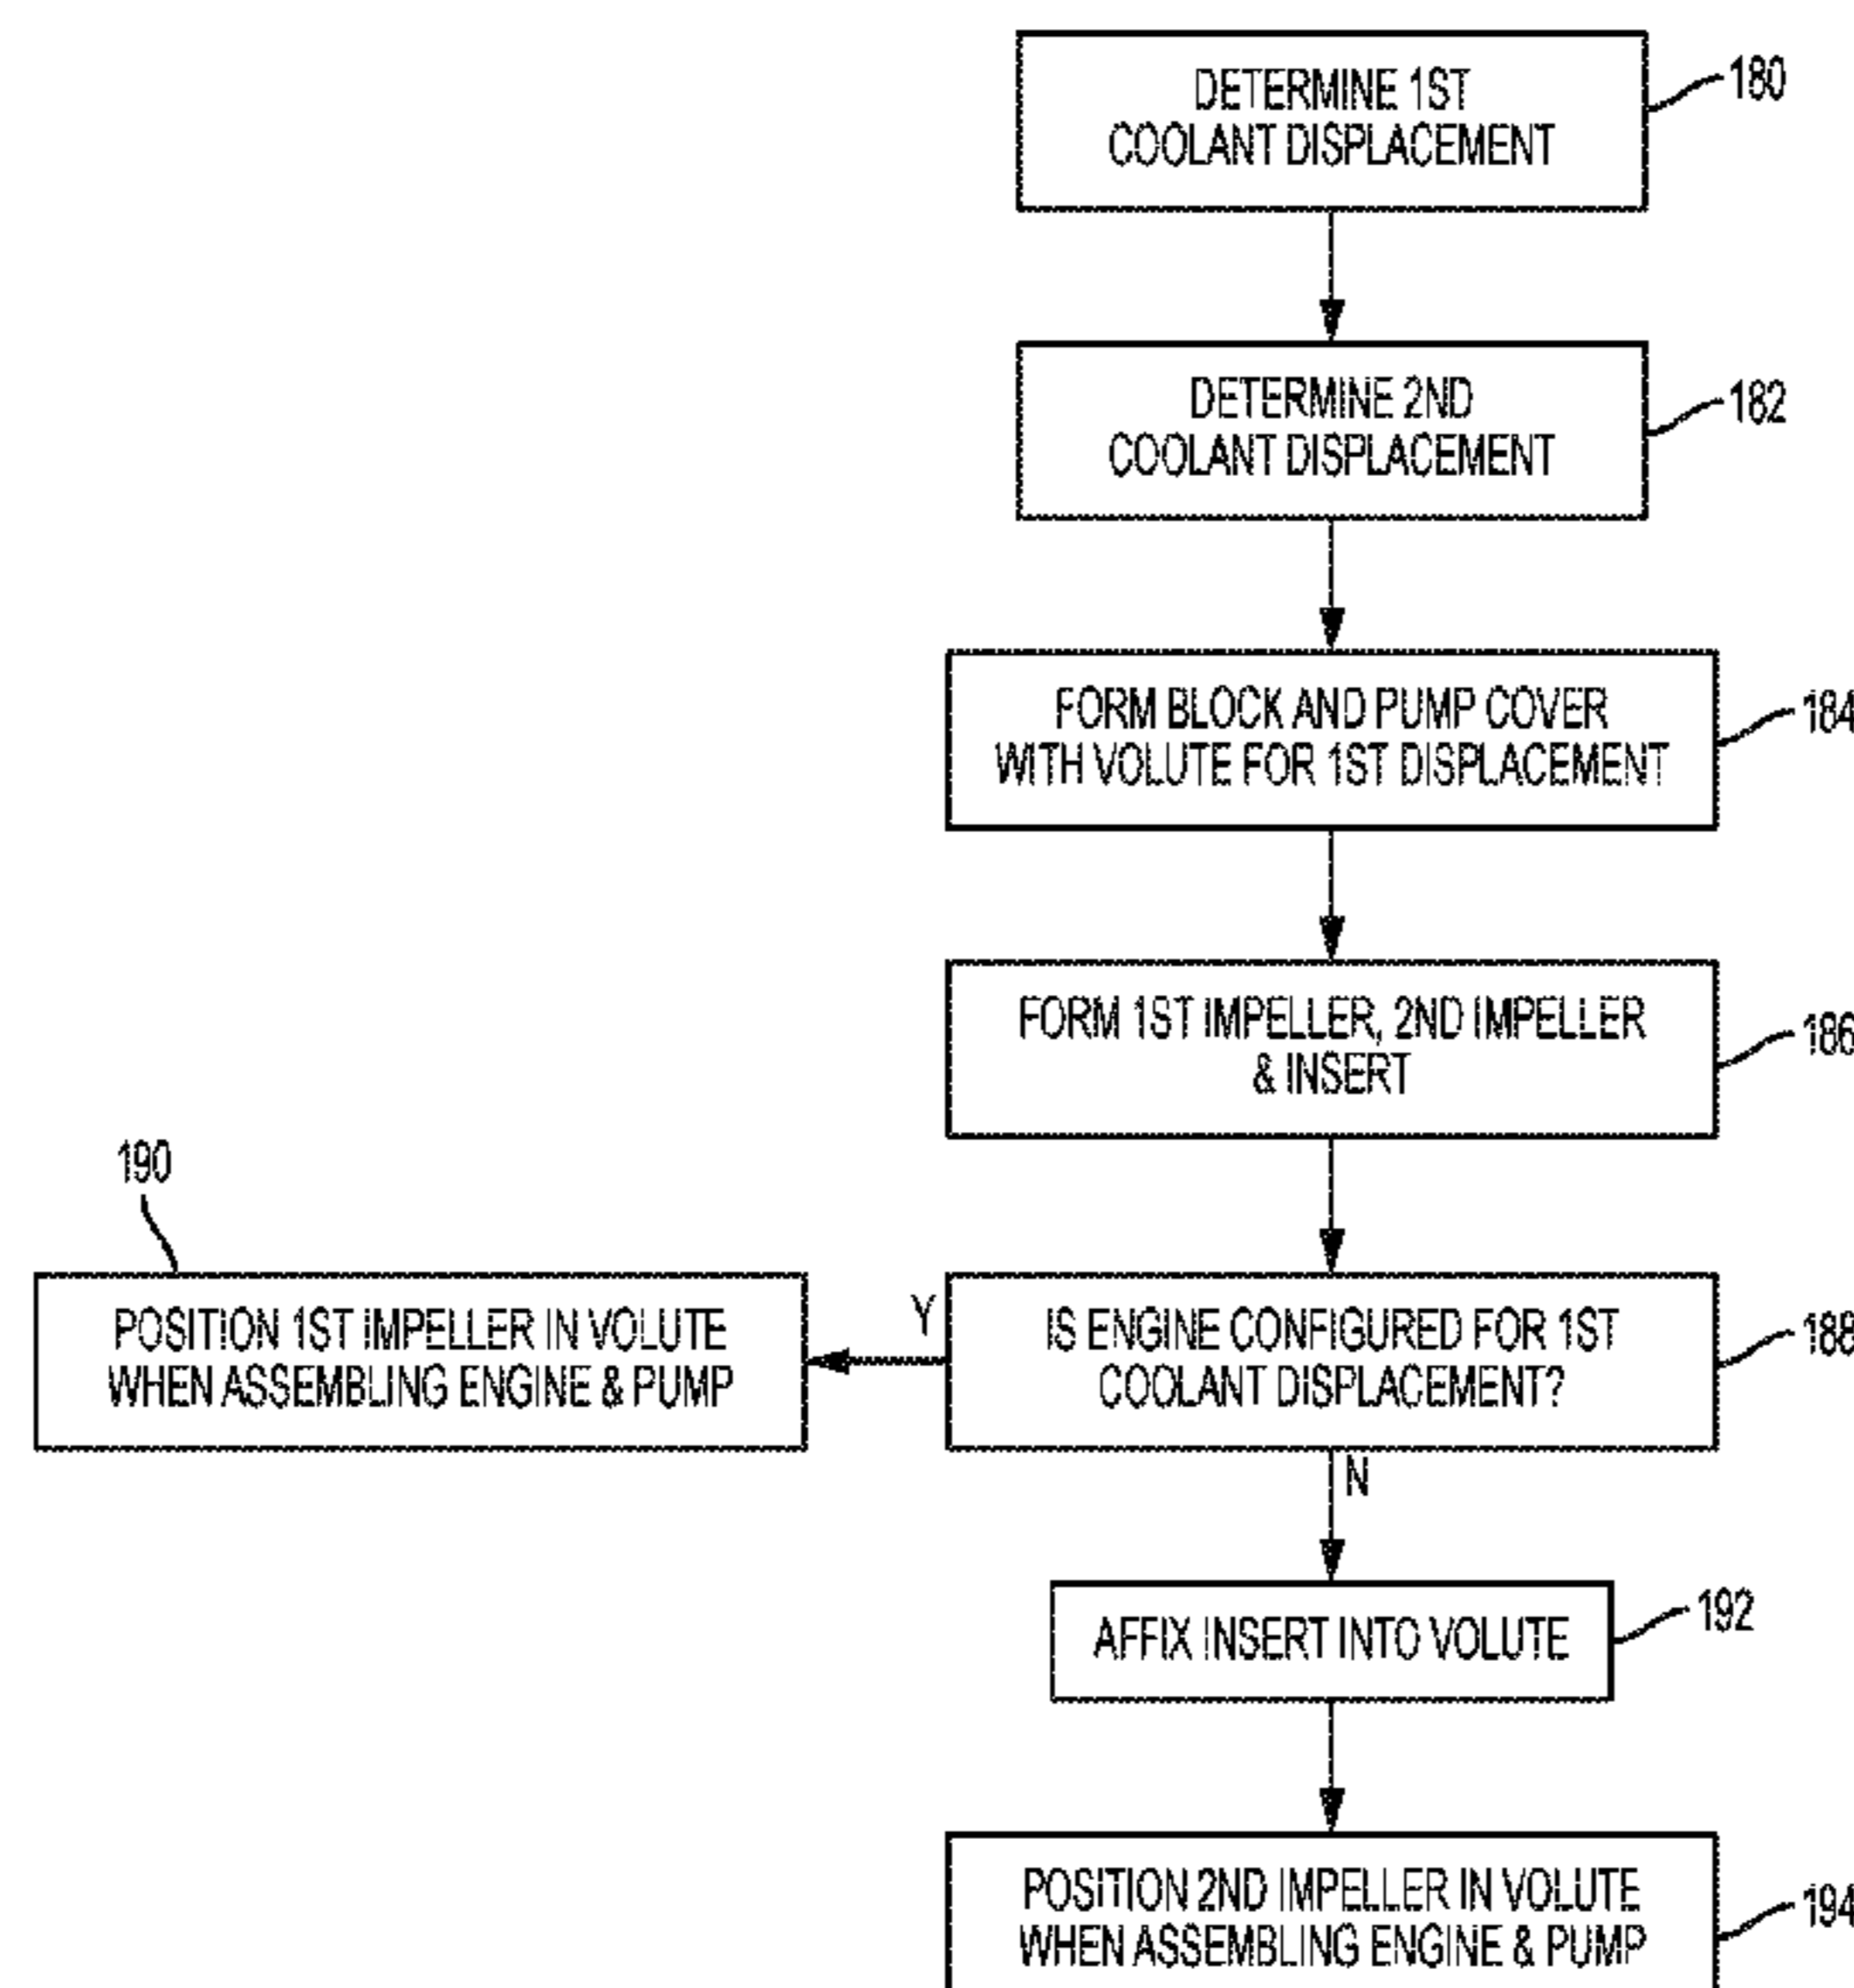 DETERMINE 1ST
COOLANT DISPLACEMENT
180
DETERMINE 2ND
COOLANT DISPLACEMENT
182
FORM BLOCK AND PUMP COVER
WITH VOLUTE FOR 1ST DISPLACEMENT
184
FORM 1ST IMPELLER, 2ND IMPELLER
& INSERT
186
190
POSITION 1ST IMPELLER IN VOLUTE
WHEN ASSEMBLING ENGINE & PUMP
Y
IS ENGINE CONFIGURED FOR 1ST
COOLANT DISPLACEMENT?
188
N
AFFIX INSERT INTO VOLUTE
192
POSITION 2ND IMPELLER IN VOLUTE
WHEN ASSEMBLING ENGINE & PUMP
194